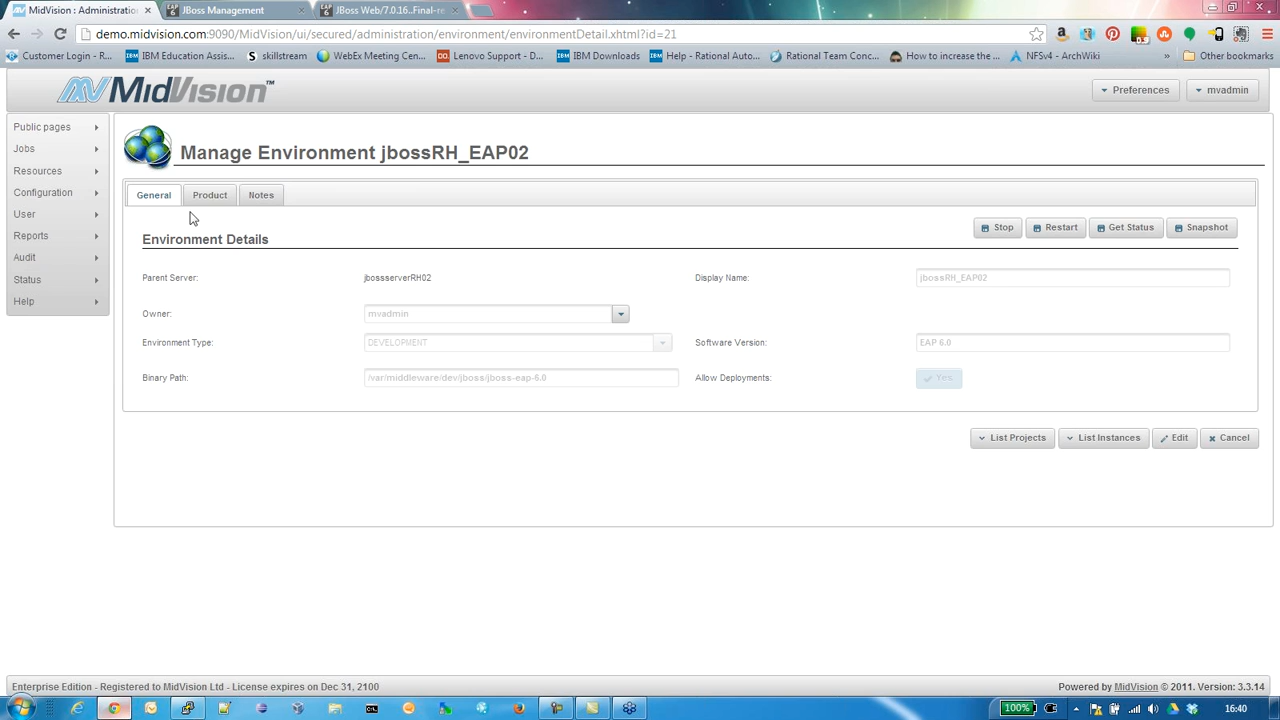 MidVision : Administratio
JBoss Management
JBoss Web/7.0.16..Final-re
demo.midvision.com:9090/MidVision/ui/secured/administration/environment/environmentDetail.xhtml?id=21
Customer Login - R...
IBM Education Assis...
skillstream
WebEx Meeting Cen...
Lenovo Support - D...
IBM Downloads
Help - Rational Auto...
Rational Team Conc...
How to increase the ...
NFSv4 - ArchWiki
»
Other bookmarks
MidVision™
Preferences
mvadmin
Public pages
Jobs
Resources
Configuration
User
Reports
Audit
Status
Help
Manage Environment jbossRH_EAP02
General
Product
Notes
Environment Details
Stop
Restart
Get Status
Snapshot
Parent Server:
jbossserverRH02
Display Name:
jbossRH_EAP02
Owner:
mvadmin
Environment Type:
DEVELOPMENT
Software Version:
EAP 6.0
Binary Path:
/var/middleware/dev/jboss/jboss-eap-6.0
Allow Deployments:
Yes
List Projects
List Instances
Edit
Cancel
Enterprise Edition - Registered to MidVision Ltd - License expires on Dec 31, 2100
Powered by MidVision © 2011. Version: 3.3.14
100%
16:40